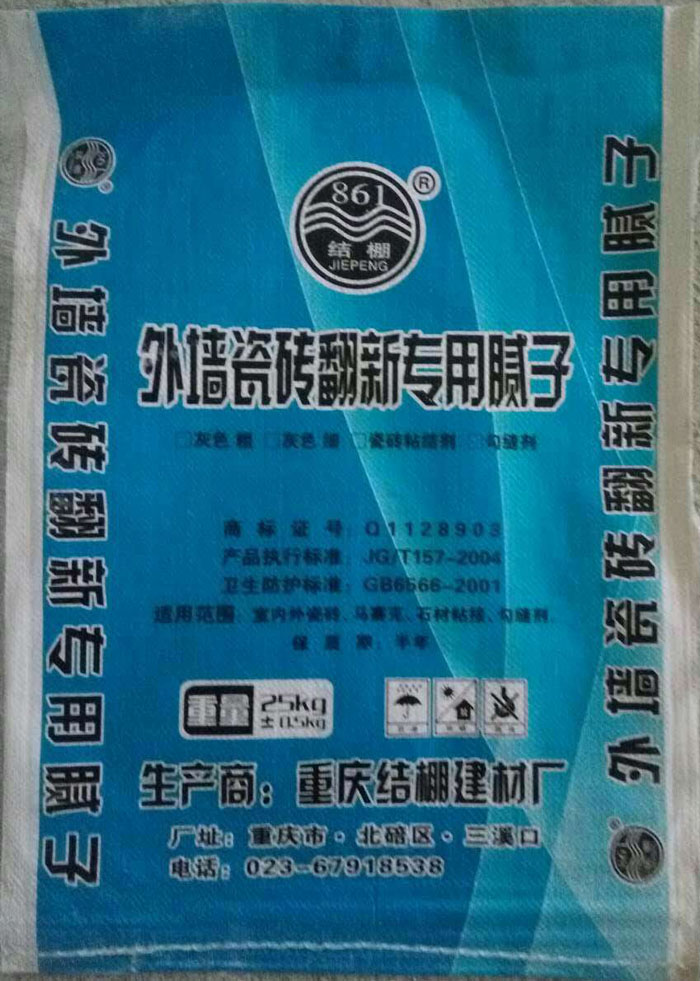 861
®
结棚
JIEPENG
外墙瓷砖翻新专用腻子
□灰色 粗 □灰色 细 □瓷砖粘结剂 □勾缝剂
商标证号：Q1128903
产品执行标准：JG/T157-2004
卫生防护标准：GB6566-2001
适用范围：室内外瓷砖、马赛克、石材粘接、勾缝剂.
保质期：半年
重量 25kg
±0.5kg
生产商：重庆结棚建材厂
厂址：重庆市·北碚区·三溪口
电话：023-67918538
外墙瓷砖翻新专用腻子
外墙瓷砖翻新专用腻子